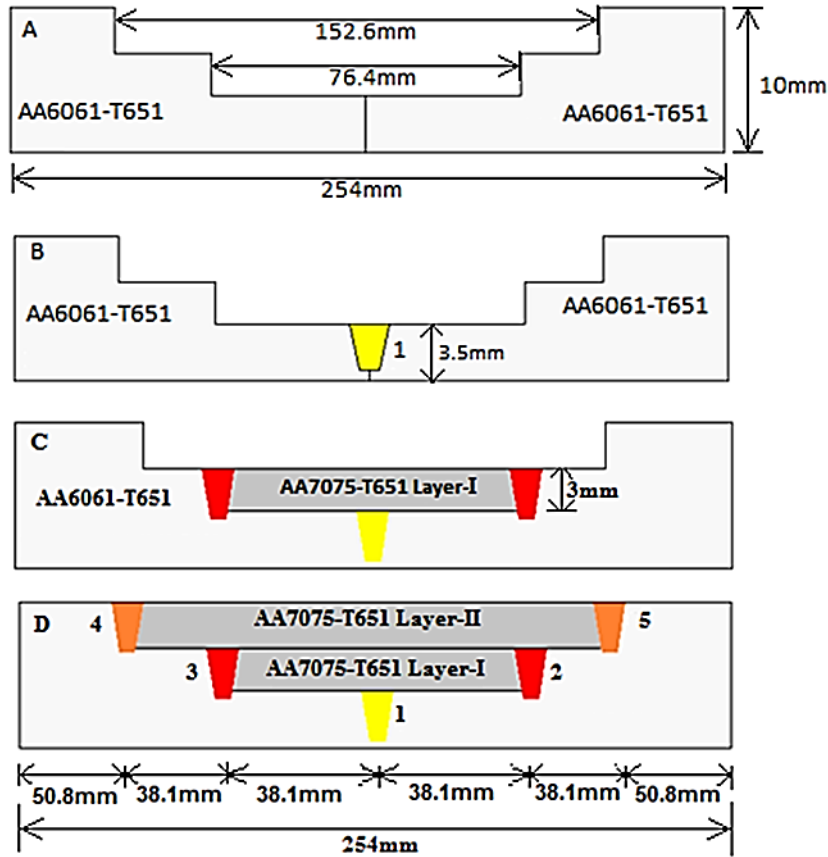 A
152.6mm
76.4mm
10mm
AA6061-T651
AA6061-T651
254mm
B
AA6061-T651
AA6061-T651
1
3.5mm
C
AA7075-T651 Layer-I
AA6061-T651
3mm
D
4
AA7075-T651 Layer-II
5
3
AA7075-T651 Layer-I
2
1
50.8mm
38.1mm
38.1mm
38.1mm
38.1mm
50.8mm
254mm